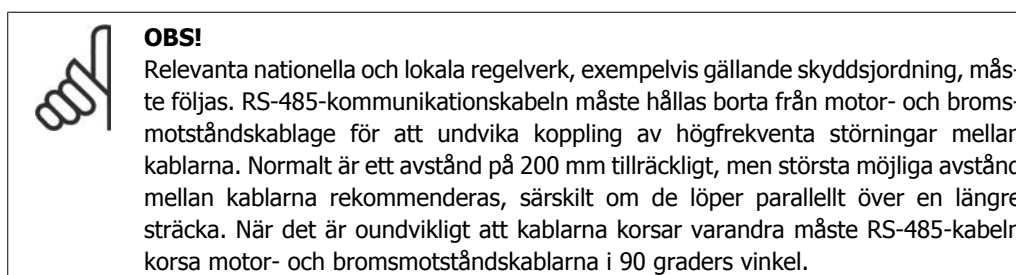 OBS!
Relevanta nationella och lokala regelverk, exempelvis gällande skyddsjordning, mås-
te följas. RS-485-kommunikationskabeln måste hållas borta från motor- och broms-
motståndskablage för att undvika koppling av högfrekventa störningar mellan
kablarna. Normalt är ett avstånd på 200 mm tillräckligt, men största möjliga avstånd
mellan kablarna rekommenderas, särskilt om de löper parallellt över en längre
sträcka. När det är oundvikligt att kablarna korsar varandra måste RS-485-kabeln
korsa motor- och bromsmotståndskablarna i 90 graders vinkel.